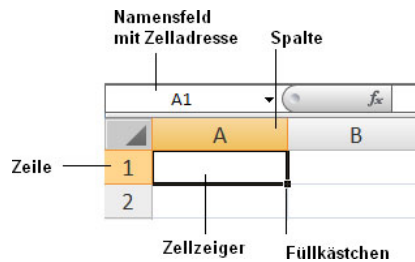 Namensfeld
mit Zelladresse
Spalte
A1
fx
A
B
Zeile
1
2
Zellzeiger
Füllkästchen